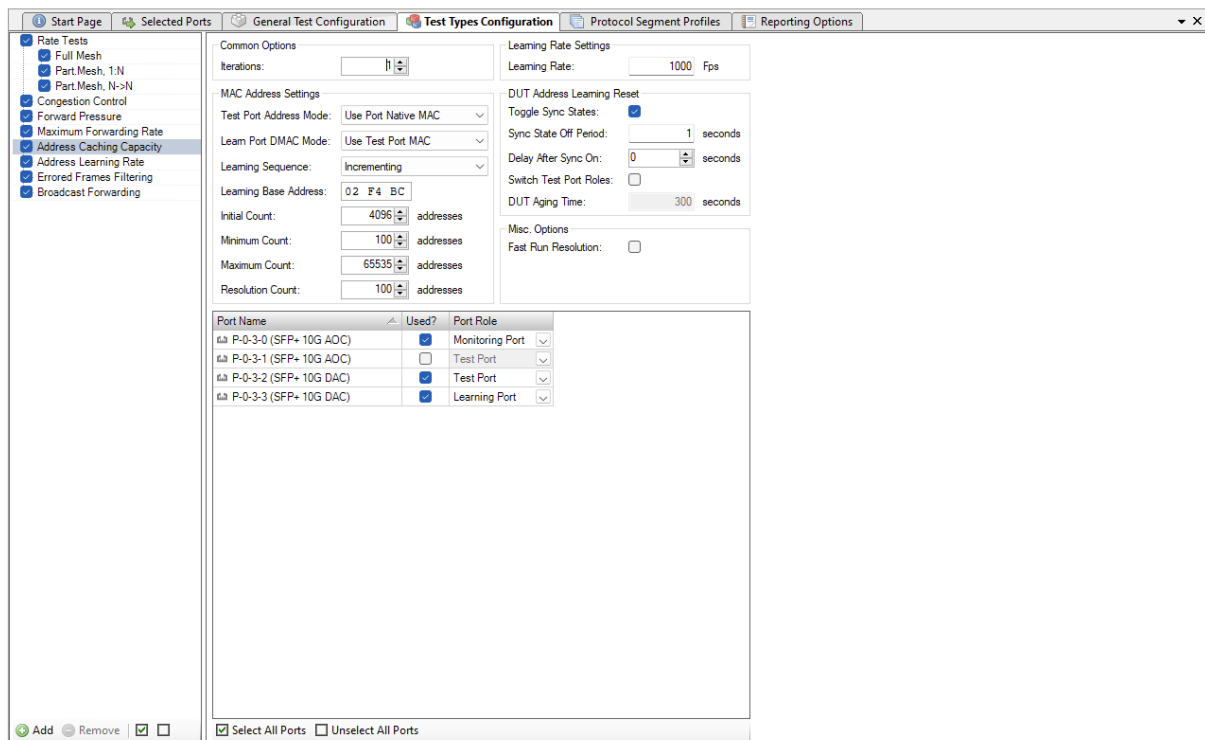 Start Page Selected Ports General Test Configuration Test Types Configuration Protocol Segment Profiles Reporting Options
Rate Tests
Full Mesh
Part.Mesh, 1:N
Part.Mesh, N->N
Congestion Control
Forward Pressure
Maximum Forwarding Rate
Address Caching Capacity
Address Learning Rate
Errored Frames Filtering
Broadcast Forwarding
Common Options
Iterations: 1
MAC Address Settings
Test Port Address Mode: Use Port Native MAC
Learn Port DMAC Mode: Use Test Port MAC
Learning Sequence: Incrementing
Learning Base Address: 02 F4 BC
Initial Count: 4096 addresses
Minimum Count: 100 addresses
Maximum Count: 65535 addresses
Resolution Count: 100 addresses
Learning Rate Settings
Learning Rate: 1000 Fps
DUT Address Learning Reset
Toggle Sync States:
Sync State Off Period: 1 seconds
Delay After Sync On: 0 seconds
Switch Test Port Roles:
DUT Aging Time: 300 seconds
Misc. Options
Fast Run Resolution:
Port Name Used? Port Role
P-0-3-0 (SFP+ 10G AOC) Monitoring Port
P-0-3-1 (SFP+ 10G AOC) Test Port
P-0-3-2 (SFP+ 10G DAC) Test Port
P-0-3-3 (SFP+ 10G DAC) Learning Port
Add Remove
Select All Ports Unselect All Ports